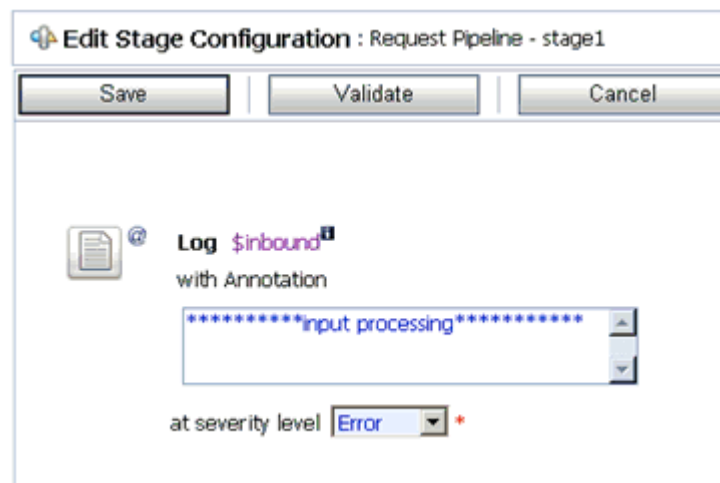 Edit Stage Configuration : Request Pipeline - stage1
Save Validate Cancel
@ Log $inbound
with Annotation
**********input processing***********
at severity level Error *